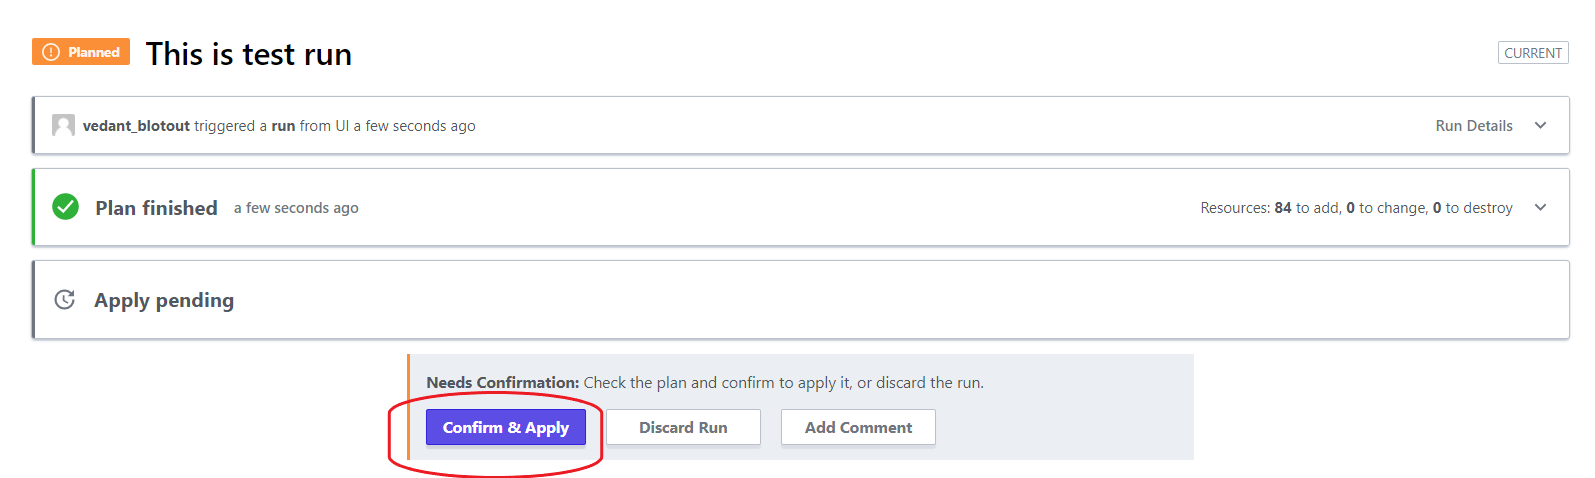 Planned This is test run CURRENT
vedant_blotout triggered a run from UI a few seconds ago Run Details
Plan finished a few seconds ago Resources: 84 to add, 0 to change, 0 to destroy
Apply pending
Needs Confirmation: Check the plan and confirm to apply it, or discard the run.
Confirm & Apply Discard Run Add Comment